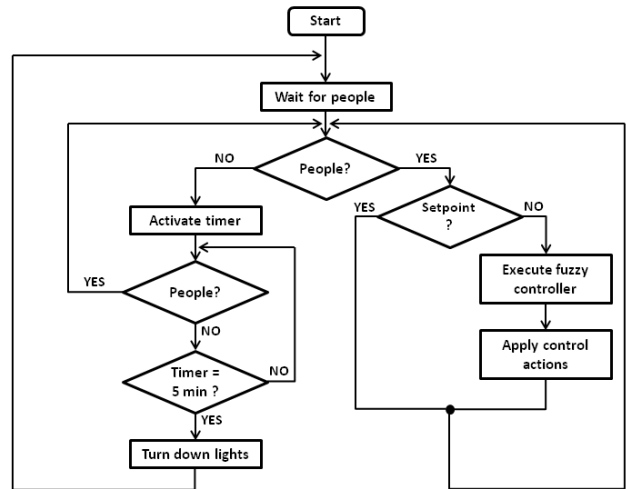 Start
Wait for people
People?
NO
YES
Activate timer
YES
Setpoint
?
NO
People?
YES
NO
Execute fuzzy
controller
Timer =
5 min ?
NO
YES
Apply control
actions
Turn down lights